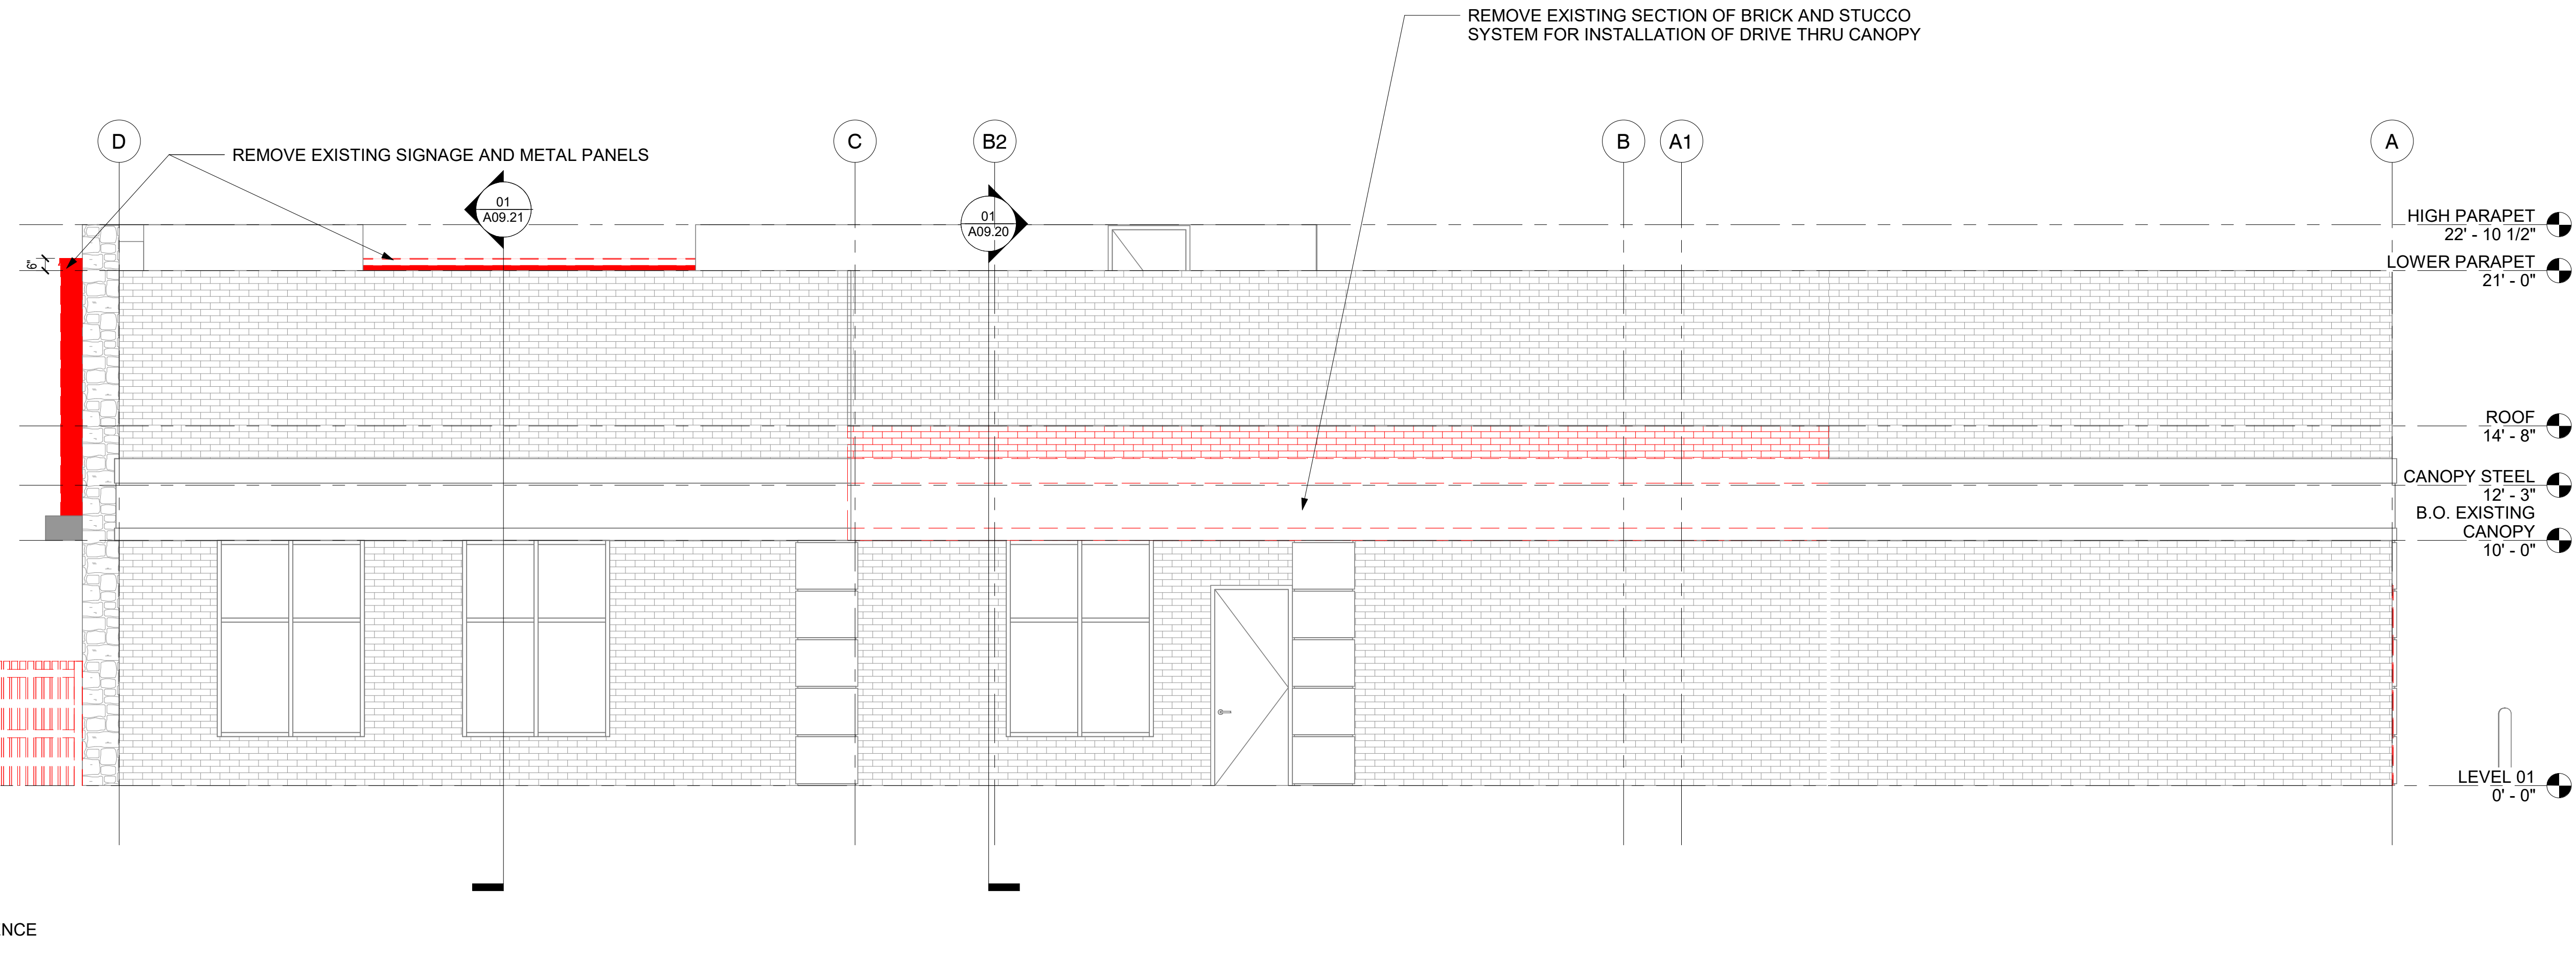 REMOVE EXISTING SECTION OF BRICK AND STUCCO
SYSTEM FOR INSTALLATION OF DRIVE THRU CANOPY
D
C
B2
B
A1
A
REMOVE EXISTING SIGNAGE AND METAL PANELS
01
A09.21
01
A09.20
HIGH PARAPET
22' - 10 1/2"
6"
LOWER PARAPET
21' - 0"
ROOF
14' - 8"
CANOPY STEEL
12' - 3"
B.O. EXISTING
CANOPY
10' - 0"
LEVEL 01
0' - 0"
NCE